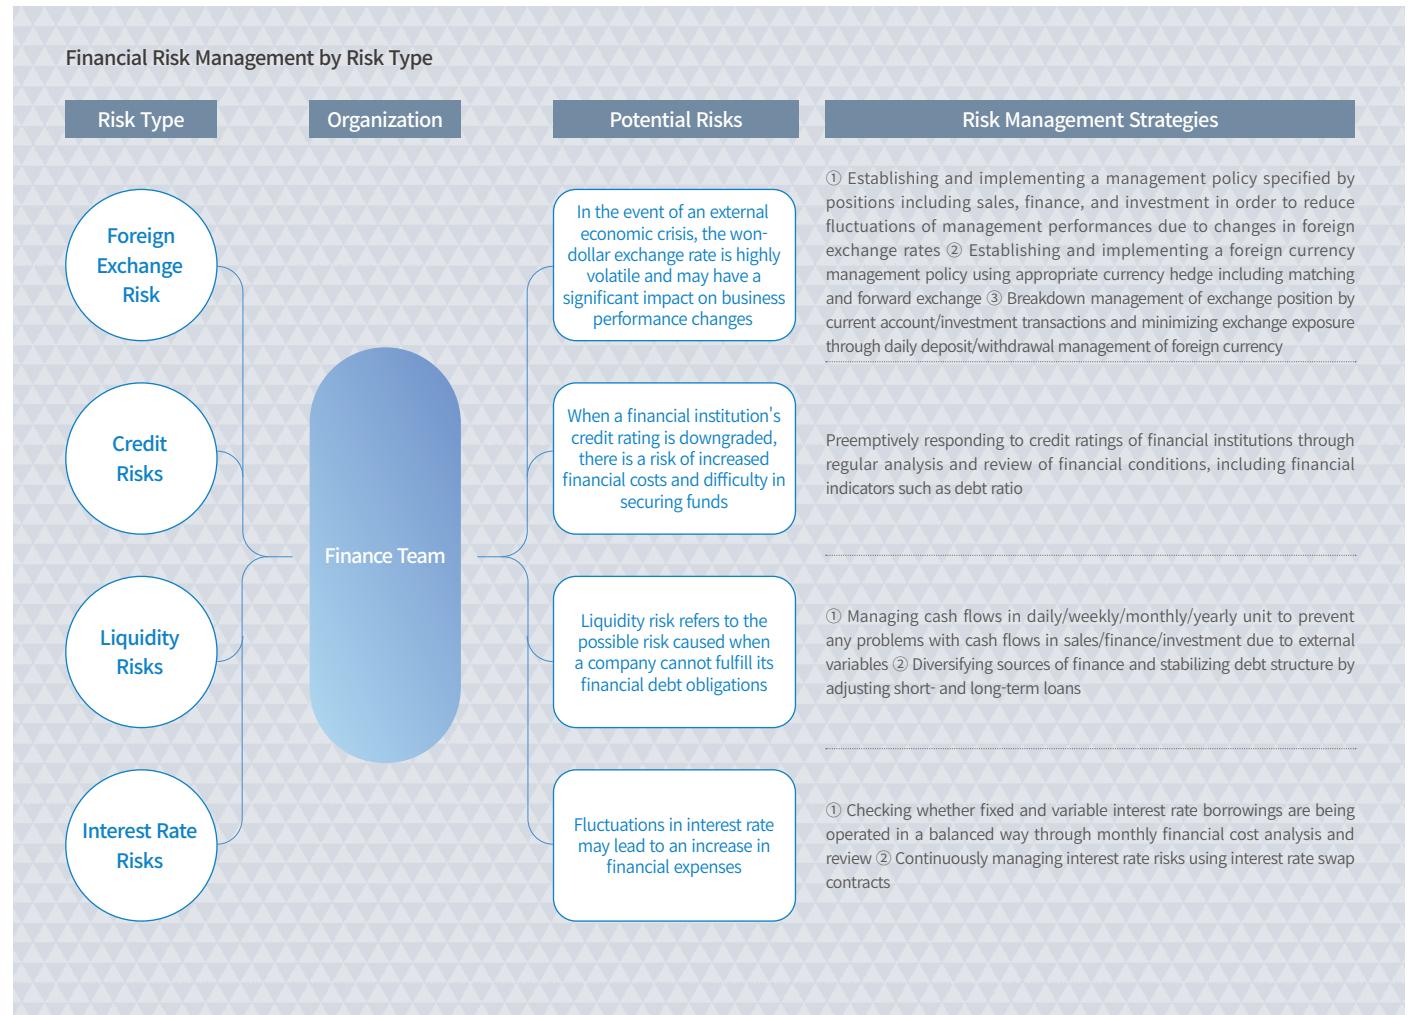 Financial Risk Management by Risk Type
Risk Type
Organization
Potential Risks
Risk Management Strategies
Foreign
Exchange
Risk
In the event of an external
economic crisis, the won-
dollar exchange rate is highly
volatile and may have a
significant impact on business
performance changes
① Establishing and implementing a management policy specified by
positions including sales, finance, and investment in order to reduce
fluctuations of management performances due to changes in foreign
exchange rates ② Establishing and implementing a foreign currency
management policy using appropriate currency hedge including matching
and forward exchange ③ Breakdown management of exchange position by
current account/investment transactions and minimizing exchange exposure
through daily deposit/withdrawal management of foreign currency
Credit
Risks
When a financial institution's
credit rating is downgraded,
there is a risk of increased
financial costs and difficulty in
securing funds
Preemptively responding to credit ratings of financial institutions through
regular analysis and review of financial conditions, including financial
indicators such as debt ratio
Finance Team
Liquidity
Risks
Liquidity risk refers to the
possible risk caused when
a company cannot fulfill its
financial debt obligations
① Managing cash flows in daily/weekly/monthly/yearly unit to prevent
any problems with cash flows in sales/finance/investment due to external
variables ② Diversifying sources of finance and stabilizing debt structure by
adjusting short- and long-term loans
Interest Rate
Risks
Fluctuations in interest rate
may lead to an increase in
financial expenses
① Checking whether fixed and variable interest rate borrowings are being
operated in a balanced way through monthly financial cost analysis and
review ② Continuously managing interest rate risks using interest rate swap
contracts